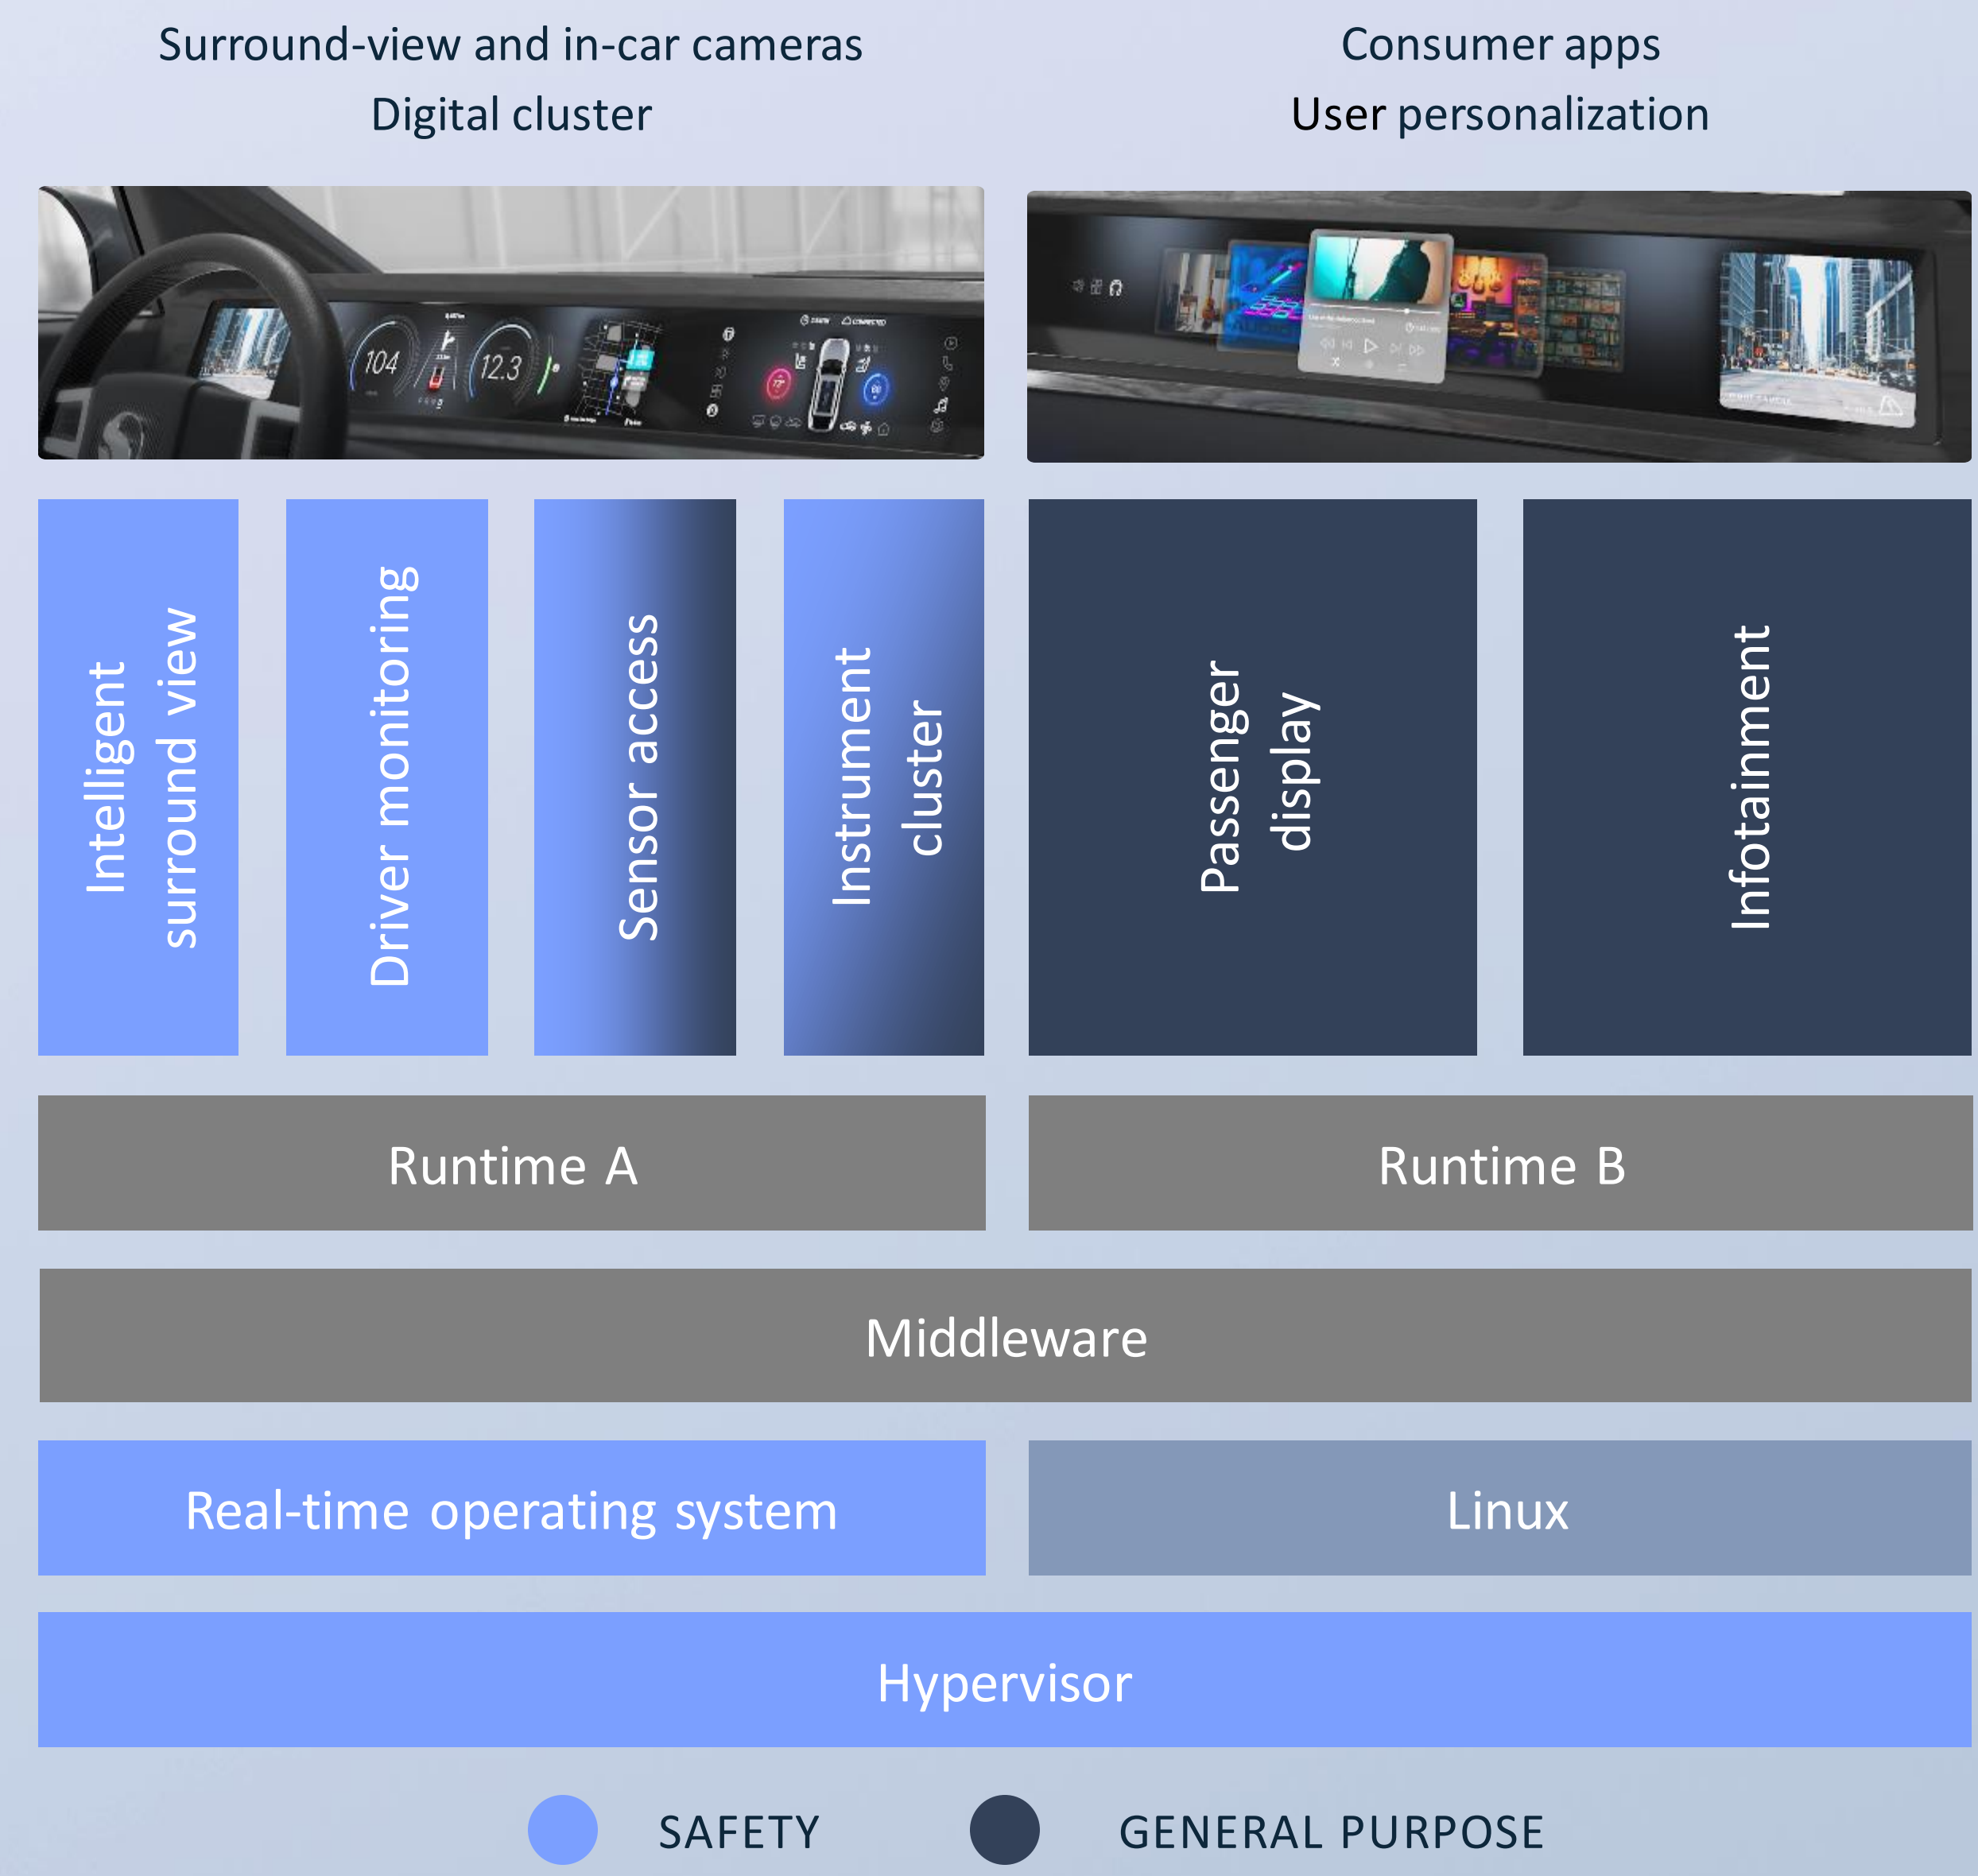 Surround-view and in-car cameras
Digital cluster
Consumer apps
User personalization
104
12.3
Intelligent
surround view
Driver monitoring
Sensor access
Instrument
cluster
Passenger
display
Infotainment
Runtime A
Runtime B
Middleware
Real-time operating system
Linux
Hypervisor
SAFETY
GENERAL PURPOSE